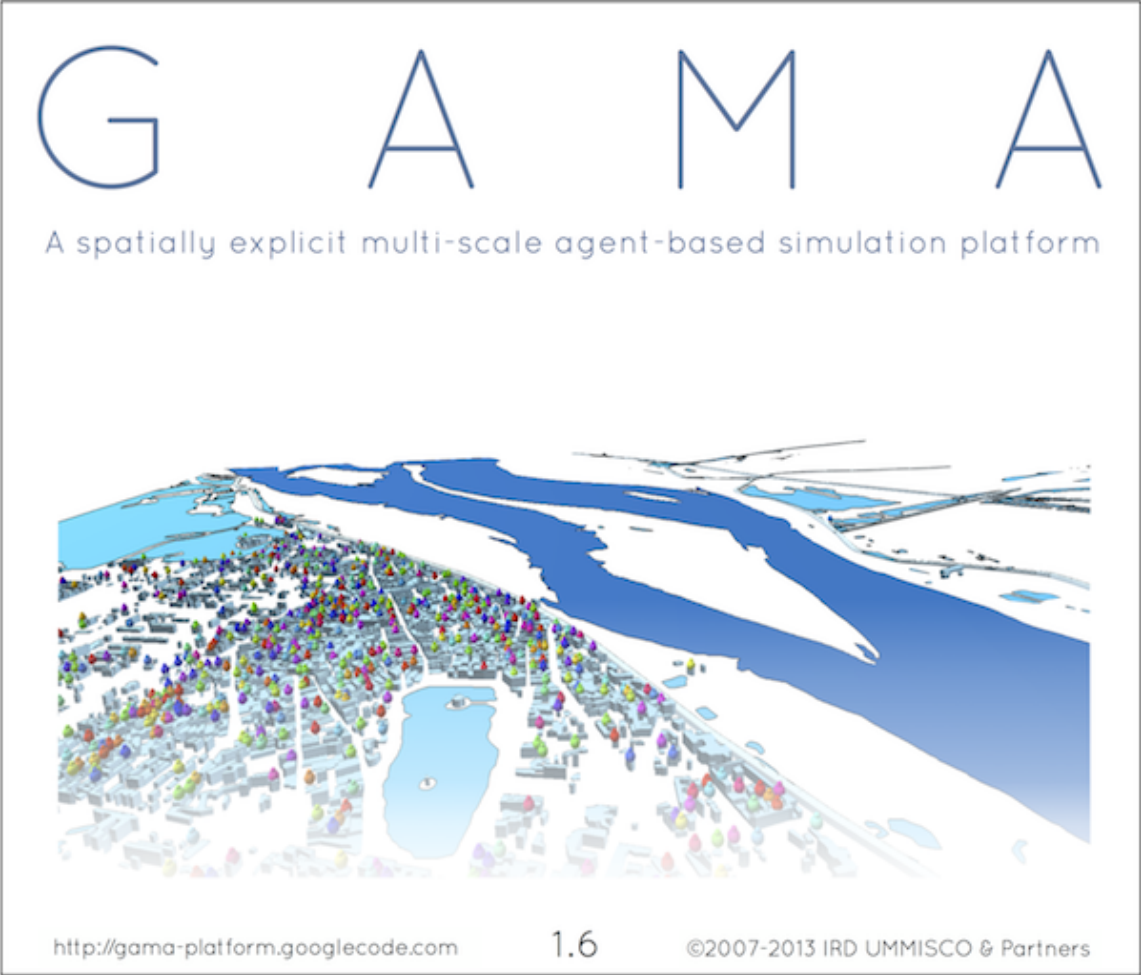 G A M A
A spatially explicit multi-scale agent-based simulation platform
http://gama-platform.googlecode.com 1.6 ©2007-2013 IRD UMMISCO & Partners